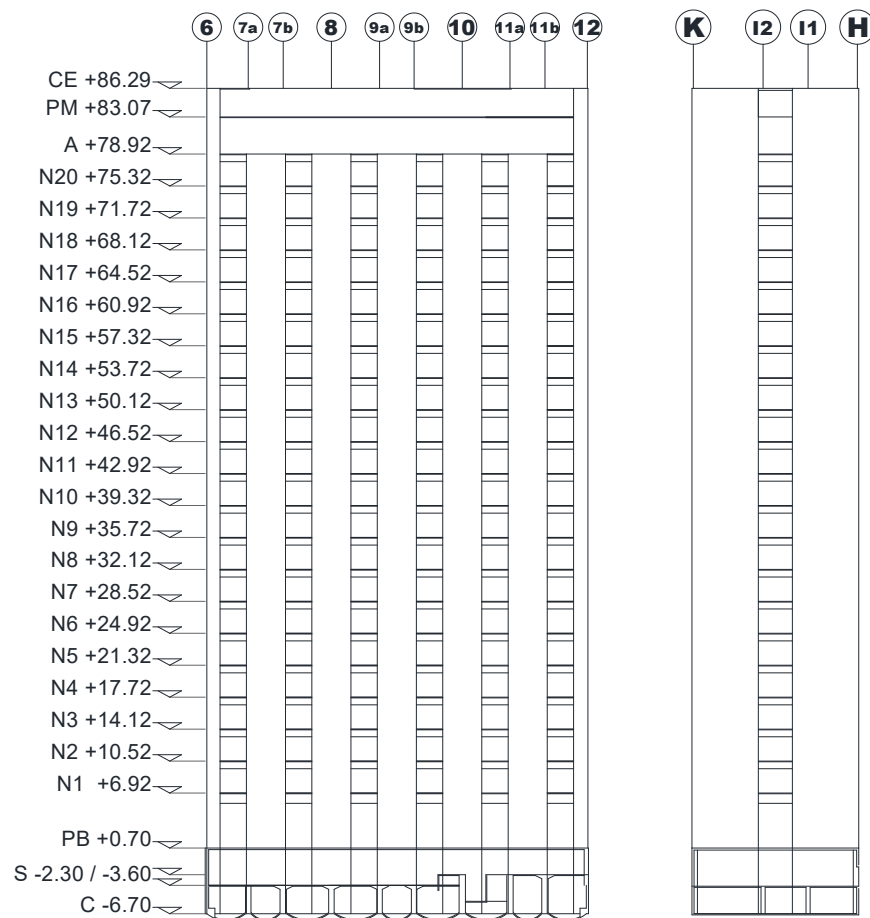 6 7a 7b 8 9a 9b 10 11a 11b 12 K I2 I1 H
CE +86.29
PM +83.07
A +78.92
N20 +75.32
N19 +71.72
N18 +68.12
N17 +64.52
N16 +60.92
N15 +57.32
N14 +53.72
N13 +50.12
N12 +46.52
N11 +42.92
N10 +39.32
N9 +35.72
N8 +32.12
N7 +28.52
N6 +24.92
N5 +21.32
N4 +17.72
N3 +14.12
N2 +10.52
N1 +6.92
PB +0.70
S -2.30 / -3.60
C -6.70